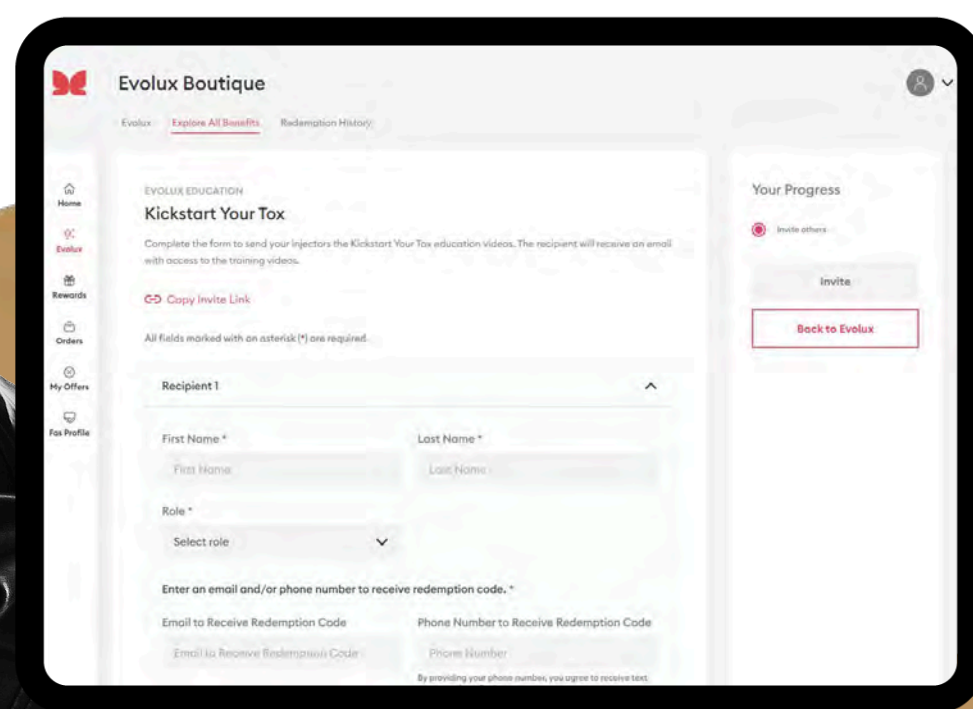 Evolux Boutique
Evolux Explore All Benefits Redemption History
Home
Evolux
Rewards
Orders
My Offers
Fax Profile
EVOLUX EDUCATION
Kickstart Your Tox
Complete the form to send your injectors the Kickstart Your Tox education videos. The recipient will receive an email
with access to the training videos.
Copy Invite Link
All fields marked with an asterisk (*) are required.
Recipient 1
First Name * Last Name *
First Name Last Name
Role *
Select role
Enter an email and/or phone number to receive redemption code. *
Email to Receive Redemption Code Phone Number to Receive Redemption Code
Email to Receive Redemption Code Phone Number
By providing your phone number, you agree to receive text
Your Progress
Invite others
Invite
Back to Evolux